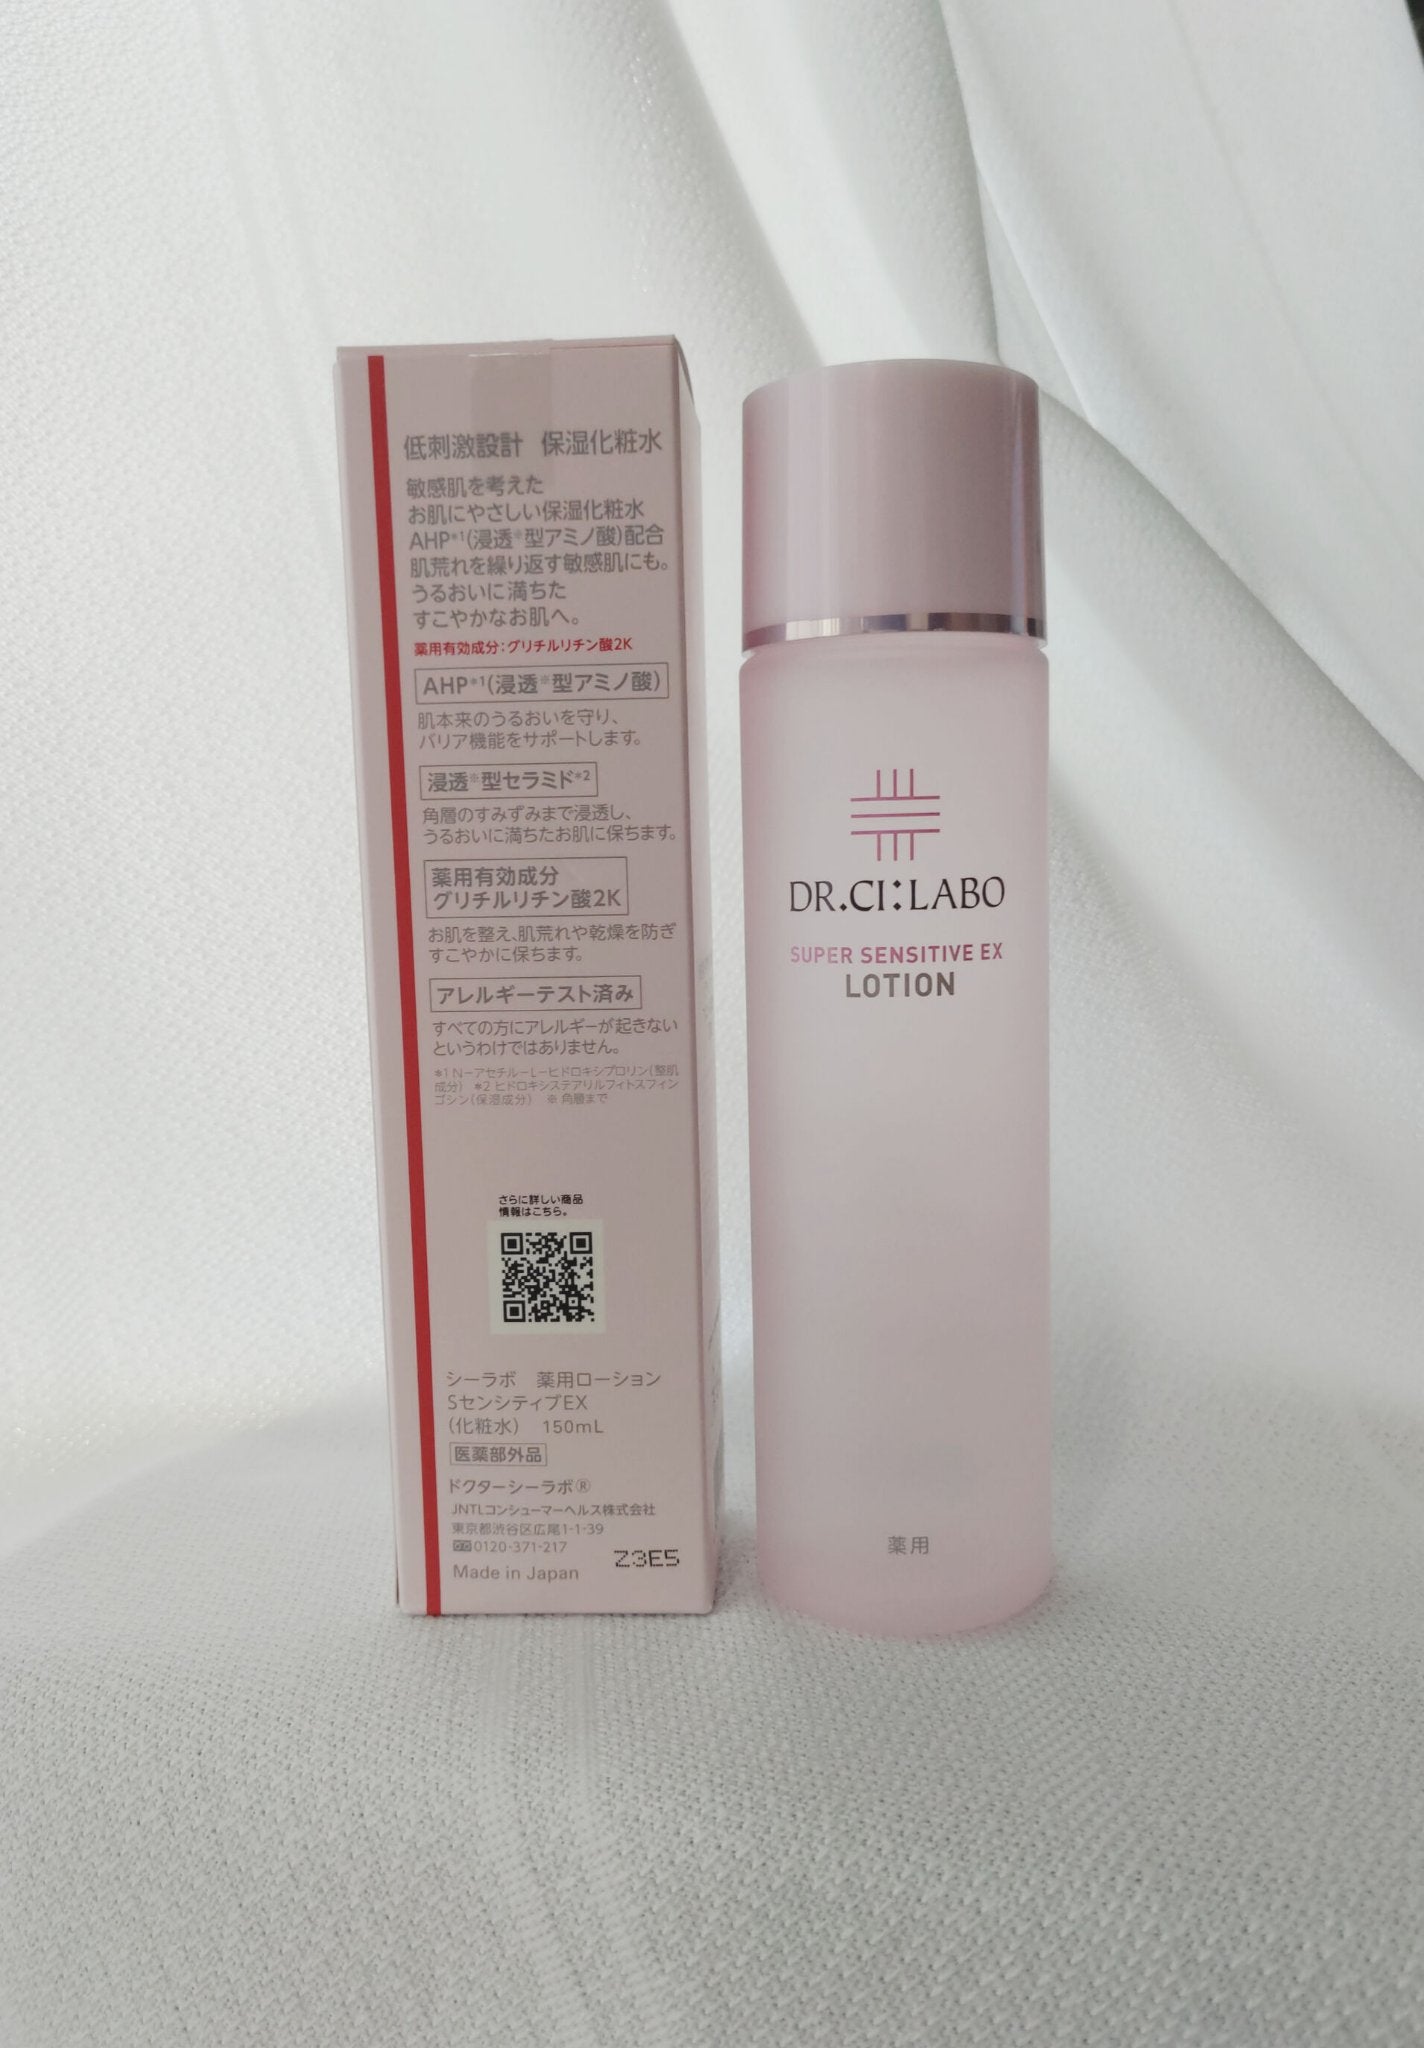 低刺激設計 保湿化粧水
敏感肌を考えた
お肌にやさしい保湿化粧水
AHP*1(浸透※型アミノ酸)配合
肌荒れを繰り返す敏感肌にも。
うるおいに満ちた
すこやかなお肌へ。
薬用有効成分：グリチルリチン酸2K
AHP*1(浸透※型アミノ酸)
肌本来のうるおいを守り、
バリア機能をサポートします。
浸透※型セラミド*2
角層のすみずみまで浸透し、
うるおいに満ちたお肌に保ちます。
薬用有効成分
グリチルリチン酸2K
お肌を整え、肌荒れや乾燥を防ぎ
すこやかに保ちます。
アレルギーテスト済み
すべての方にアレルギーが起きない
というわけではありません。
*1 N-アセチル-L-ヒドロキシプロリン(整肌
成分) *2 ヒドロキシステアリルフィトスフィン
ゴシン(保湿成分) ※ 角層まで
さらに詳しい商品
情報はこちら。
シーラボ 薬用ローション
SセンシティブEX
(化粧水) 150mL
医薬部外品
ドクターシーラボ®
JNTLコンシューマーヘルス株式会社
東京都渋谷区広尾1-1-39
0120-371-217
Made in Japan
Z3E5
DR.CI:LABO
SUPER SENSITIVE EX
LOTION
薬用